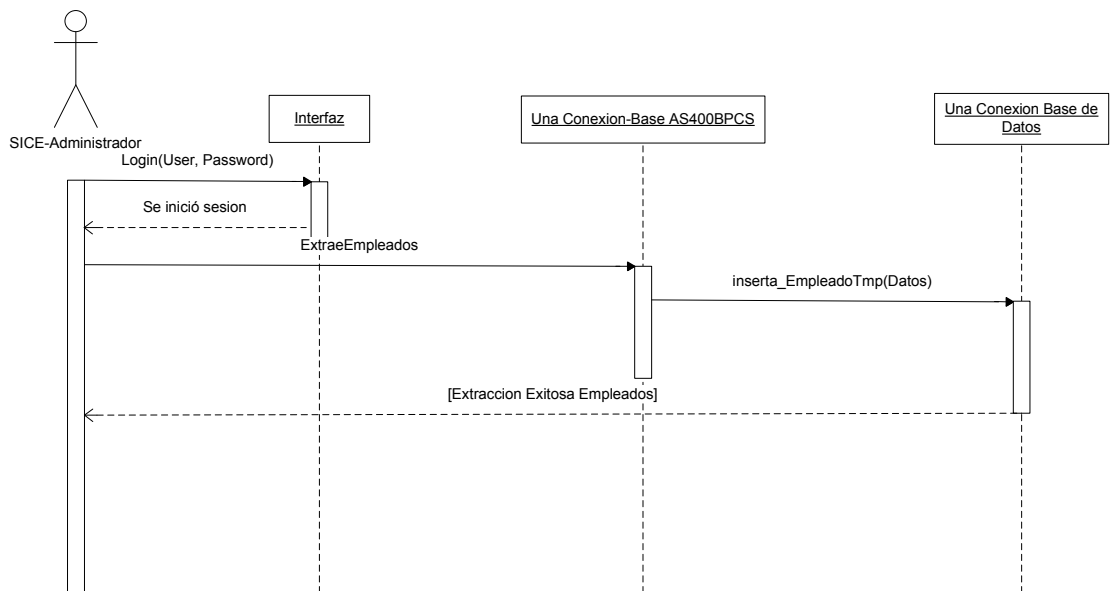 SICE-Administrador
Interfaz
Una Conexion-Base AS400BPCS
Una Conexion Base de
Datos
Login(User, Password)
Se inició sesion
ExtraeEmpleados
inserta_EmpleadoTmp(Datos)
[Extraccion Exitosa Empleados]